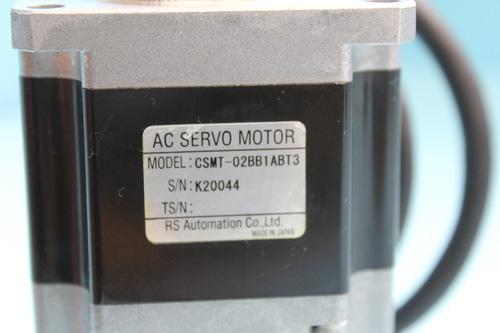 AC SERVO MOTOR
MODEL: CSMT-02BB1ABT3
S/N: K20044
TS/N:
RS Automation Co.,Ltd.
MADE IN JAPAN